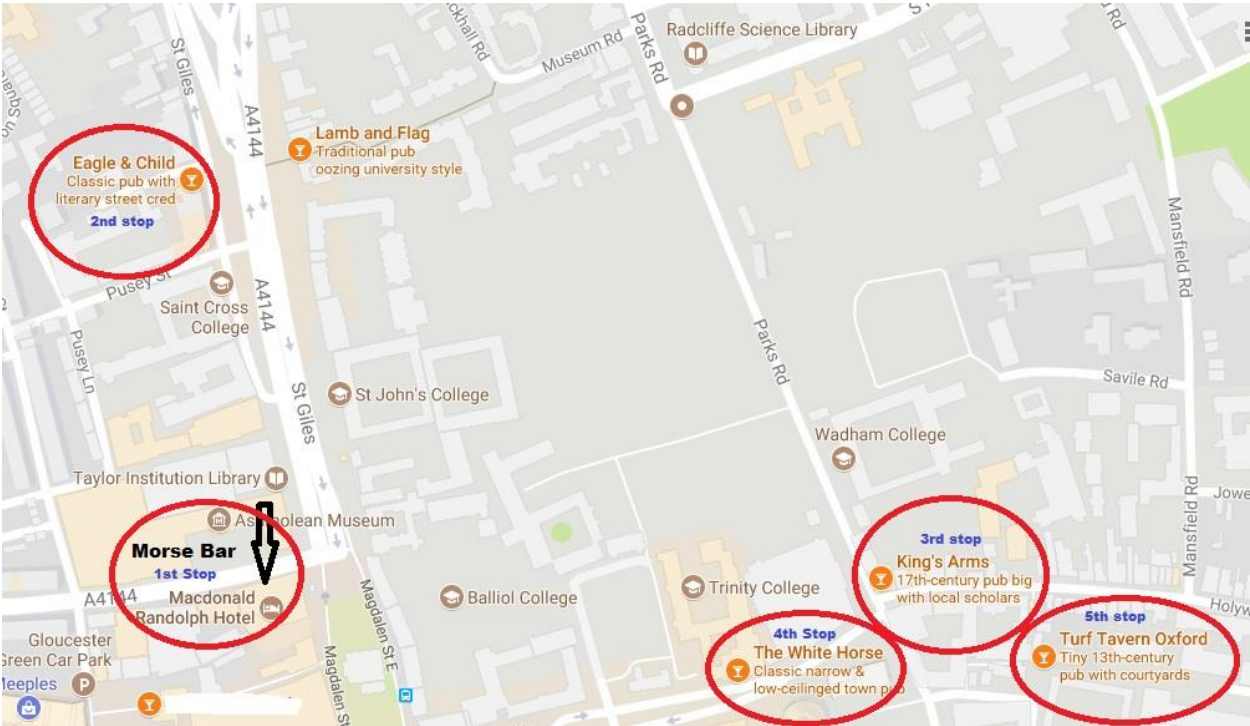 Radcliffe Science Library
Parks Rd
Museum Rd
St Giles
A4144
Lamb and Flag
Traditional pub
oozing university style
Eagle & Child
Classic pub with
literary street cred
2nd stop
Pusey St
Saint Cross
College
A4144
Mansfield Rd
Pusey Ln
St Giles
St John's College
Parks Rd
Savile Rd
Wadham College
Taylor Institution Library
Mansfield Rd
Morse Bar
1st Stop
A4144
Macdonald
Randolph Hotel
Balliol College
Trinity College
3rd stop
King's Arms
17th-century pub big
with local scholars
4th Stop
The White Horse
Classic narrow &
low-ceilinged town pub
5th stop
Turf Tavern Oxford
Tiny 13th-century
pub with courtyards
Magdalen St E
Magdalen St
Gloucester
Green Car Park